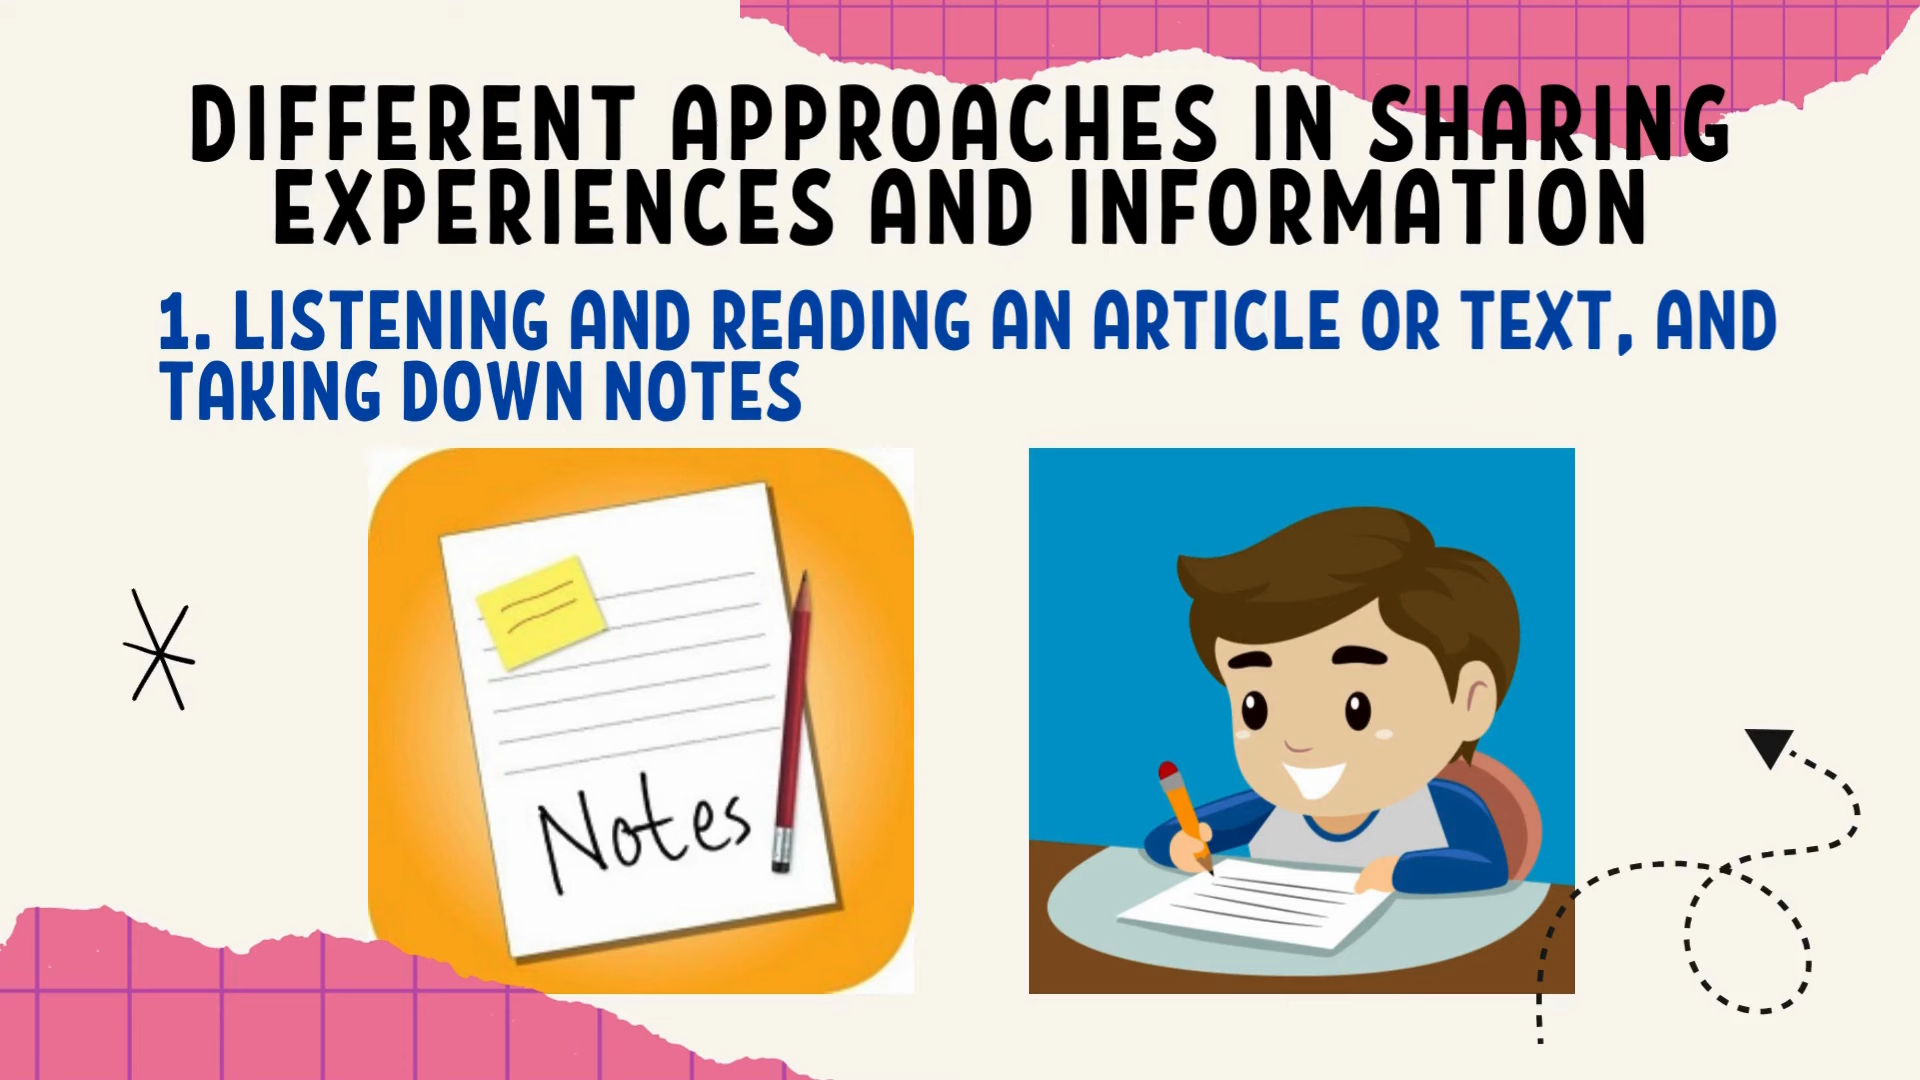 DIFFERENT APPROACHES IN SHARING
EXPERIENCES AND INFORMATION
1. LISTENING AND READING AN ARTICLE OR TEXT, AND
TAKING DOWN NOTES
Notes